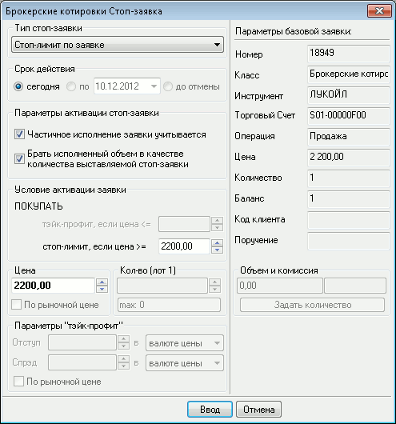 Брокерские котировки Стоп-заявка
Тип стоп-заявки
Стоп-лимит по заявке
Срок действия
сегодня по 10.12.2012 до отмены
Параметры активации стоп-заявки
Частичное исполнение заявки учитывается
Брать исполненный объем в качестве
количества выставляемой стоп-заявки
Условие активации заявки
ПОКУПАТЬ
тэйк-профит, если цена <=
стоп-лимит, если цена >= 2200,00
Цена
2200,00
По рыночной цене
Кол-во (лот 1)
max: 0
Параметры "тэйк-профит"
Отступ в валюте цены
Спрэд в валюте цены
По рыночной цене
Параметры базовой заявки:
Номер 18949
Класс Брокерские котирс
Инструмент ЛУКОЙЛ
Торговый Счет S01-00000F00
Операция Продажа
Цена 2 200,00
Количество 1
Баланс 1
Код клиента
Поручение
Объем и комиссия
0,00
Задать количество
Ввод Отмена